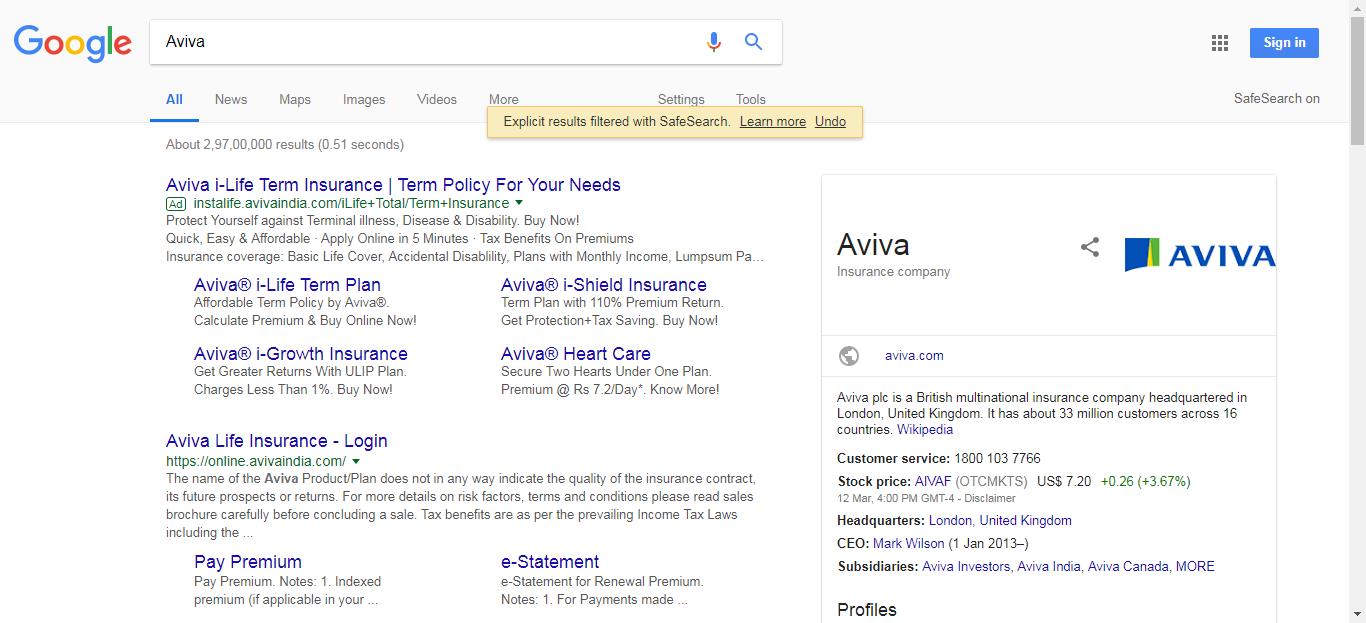 Google
Aviva
Sign in
All News Maps Images Videos More Settings Tools
SafeSearch on
Explicit results filtered with SafeSearch. Learn more Undo
About 2,97,00,000 results (0.51 seconds)
Aviva i-Life Term Insurance | Term Policy For Your Needs
Ad instalife.avivaindia.com/iLife+Total/Term+Insurance
Protect Yourself against Terminal illness, Disease & Disability. Buy Now!
Quick, Easy & Affordable · Apply Online in 5 Minutes · Tax Benefits On Premiums
Insurance coverage: Basic Life Cover, Accidental Disablility, Plans with Monthly Income, Lumpsum Pa…
Aviva® i-Life Term Plan
Affordable Term Policy by Aviva®.
Calculate Premium & Buy Online Now!
Aviva® i-Shield Insurance
Term Plan with 110% Premium Return.
Get Protection+Tax Saving. Buy Now!
Aviva® i-Growth Insurance
Get Greater Returns With ULIP Plan.
Charges Less Than 1%. Buy Now!
Aviva® Heart Care
Secure Two Hearts Under One Plan.
Premium @ Rs 7.2/Day*. Know More!
Aviva Life Insurance - Login
https://online.avivaindia.com/
The name of the Aviva Product/Plan does not in any way indicate the quality of the insurance contract,
its future prospects or returns. For more details on risk factors, terms and conditions please read sales
brochure carefully before concluding a sale. Tax benefits are as per the prevailing Income Tax Laws
including the ...
Pay Premium
Pay Premium. Notes: 1. Indexed
premium (if applicable in your ...
e-Statement
e-Statement for Renewal Premium.
Notes: 1. For Payments made ...
Aviva
Insurance company
AVIVA
aviva.com
Aviva plc is a British multinational insurance company headquartered in
London, United Kingdom. It has about 33 million customers across 16
countries. Wikipedia
Customer service: 1800 103 7766
Stock price: AIVAF (OTCMKTS) US$ 7.20 +0.26 (+3.67%)
12 Mar, 4:00 PM GMT-4 - Disclaimer
Headquarters: London, United Kingdom
CEO: Mark Wilson (1 Jan 2013–)
Subsidiaries: Aviva Investors, Aviva India, Aviva Canada, MORE
Profiles